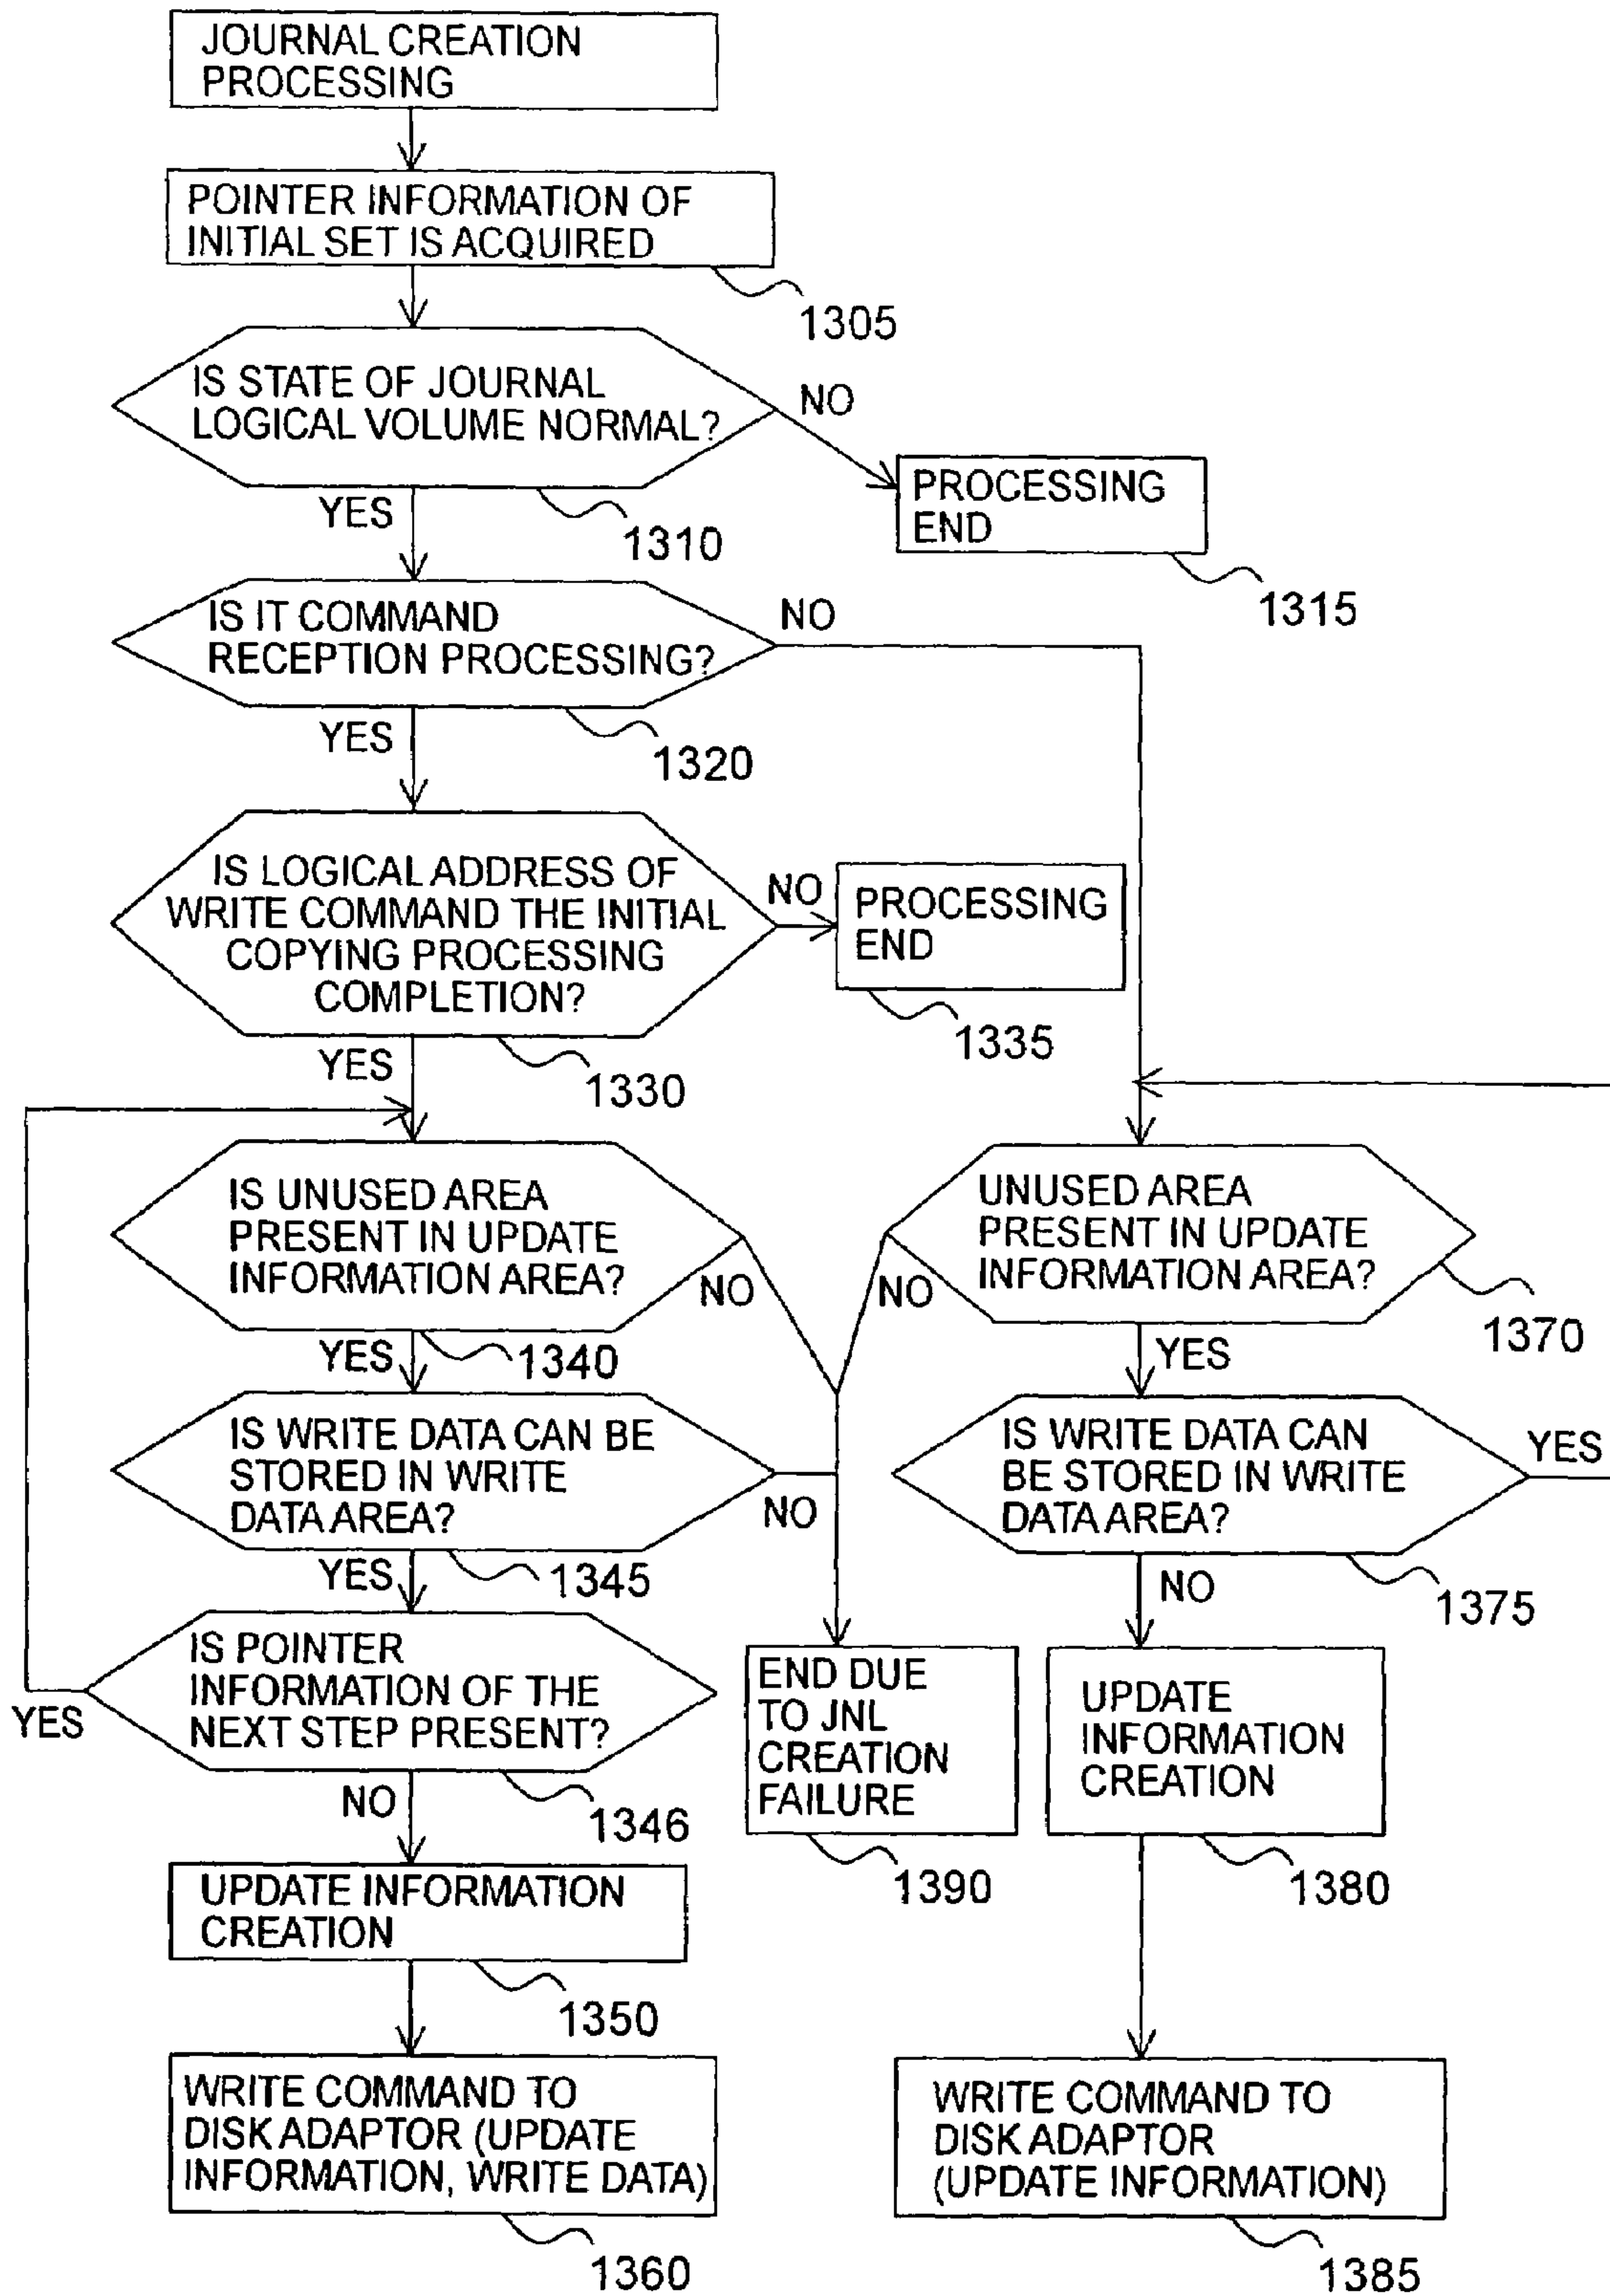 JOURNAL CREATION
PROCESSING
POINTER INFORMATION OF
INITIAL SET IS ACQUIRED
1305
IS STATE OF JOURNAL
LOGICAL VOLUME NORMAL?
NO
PROCESSING
END
1315
YES
1310
IS IT COMMAND
RECEPTION PROCESSING?
NO
YES
1320
IS LOGICAL ADDRESS OF
WRITE COMMAND THE INITIAL
COPYING PROCESSING
COMPLETION?
NO
PROCESSING
END
1335
YES
1330
IS UNUSED AREA
PRESENT IN UPDATE
INFORMATION AREA?
NO
YES
1340
UNUSED AREA
PRESENT IN UPDATE
INFORMATION AREA?
NO
1370
YES
IS WRITE DATA CAN BE
STORED IN WRITE
DATA AREA?
NO
YES
1345
IS WRITE DATA CAN
BE STORED IN WRITE
DATA AREA?
YES
NO
1375
IS POINTER
INFORMATION OF THE
NEXT STEP PRESENT?
YES
NO
1346
END DUE
TO JNL
CREATION
FAILURE
1390
UPDATE
INFORMATION
CREATION
1380
UPDATE INFORMATION
CREATION
1350
WRITE COMMAND TO
DISK ADAPTOR (UPDATE
INFORMATION, WRITE DATA)
1360
WRITE COMMAND TO
DISK ADAPTOR
(UPDATE INFORMATION)
1385